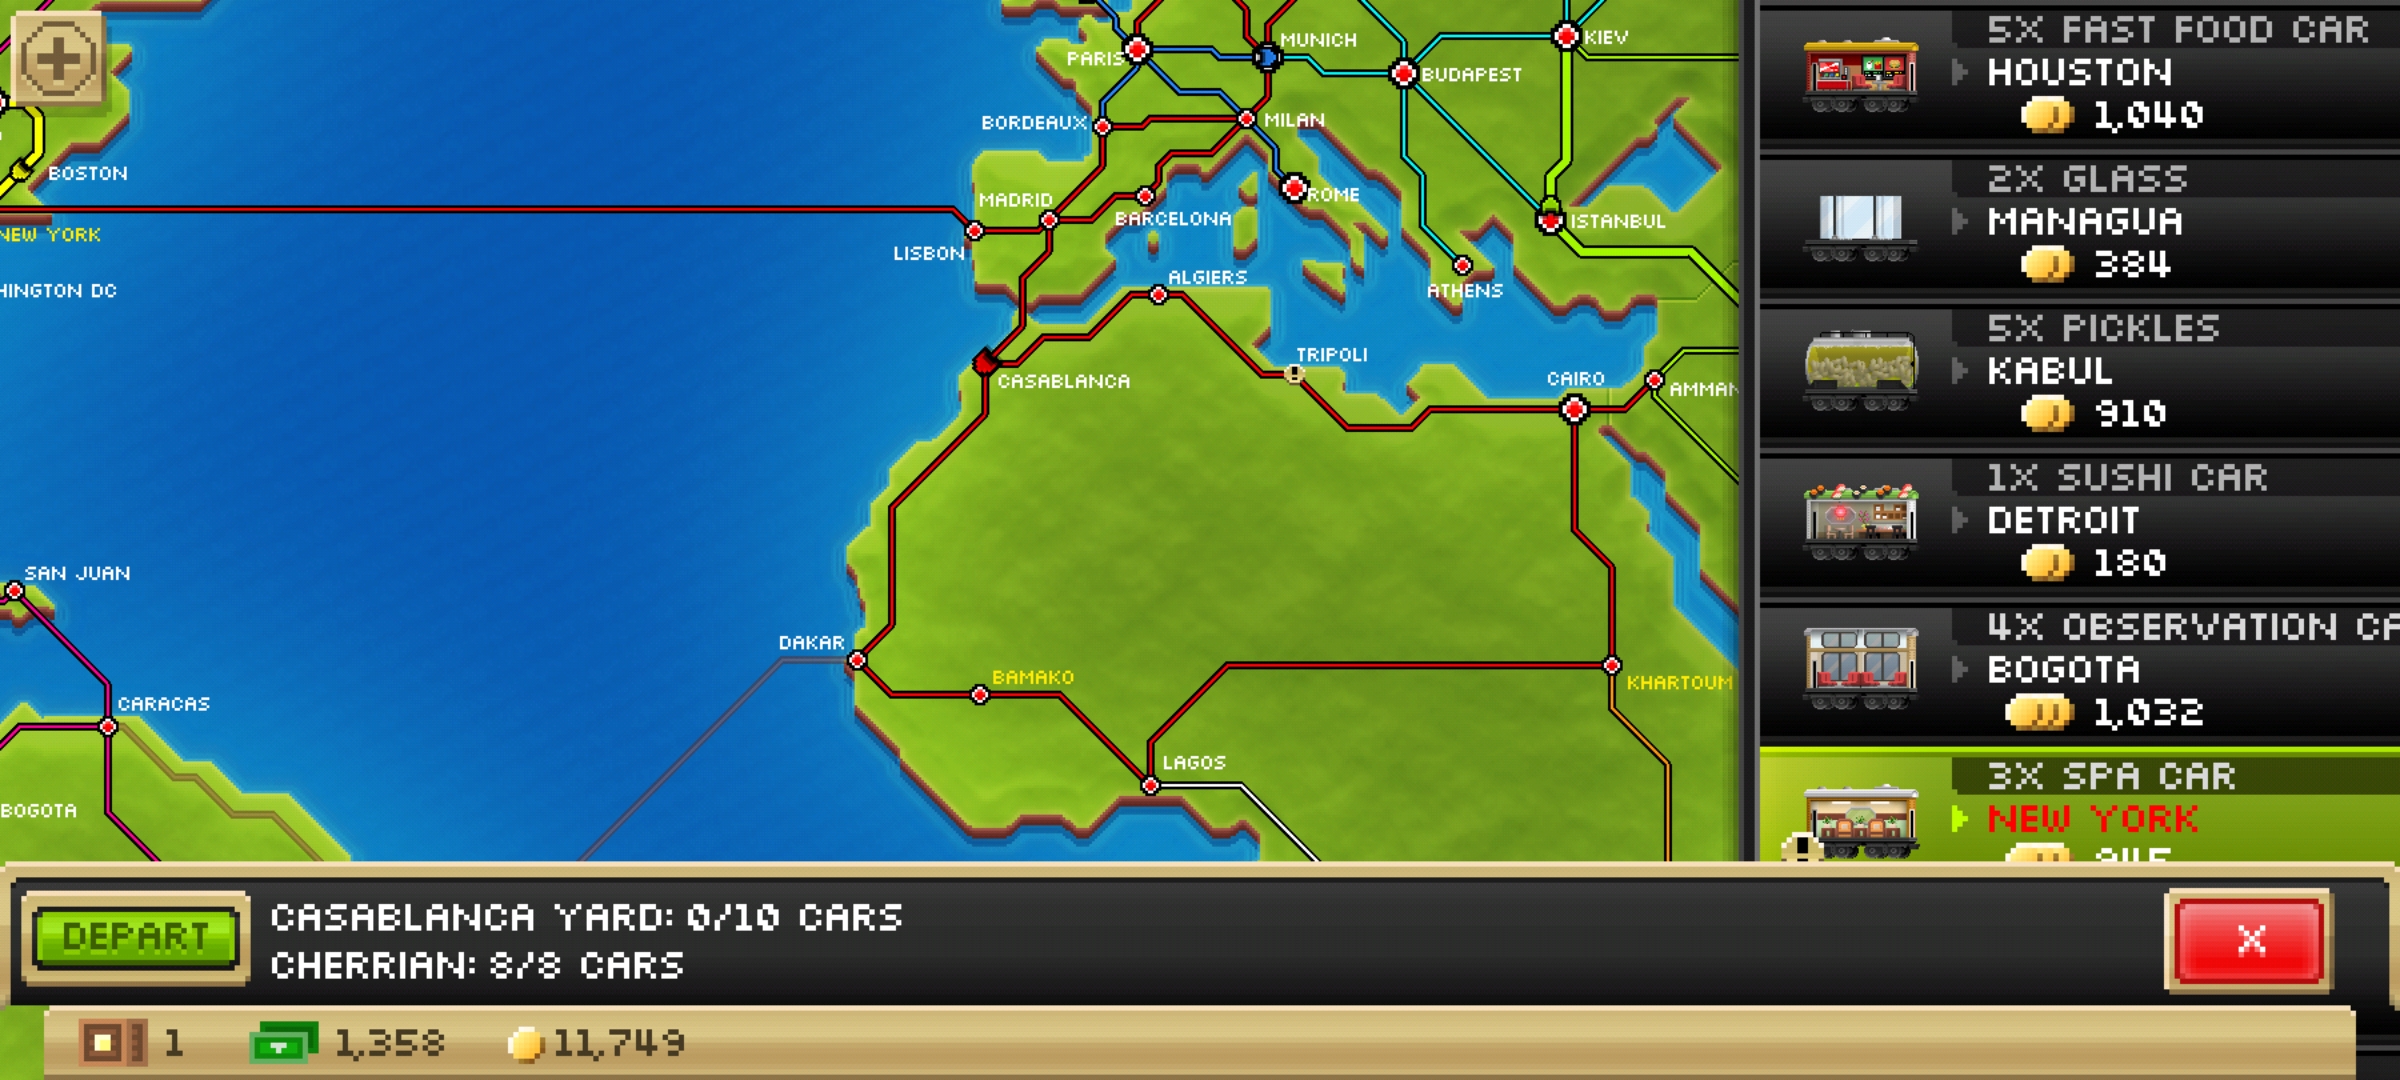 MUNICH
KIEV
PARIS
BUDAPEST
BORDEAUX
MILAN
BOSTON
MADRID
ROME
BARCELONA
ISTANBUL
NEW YORK
LISBON
ALGIERS
ATHENS
HINGTON DC
TRIPOLI
CASABLANCA
CAIRO
AMMAN
SAN JUAN
DAKAR
BAMAKO
KHARTOUM
CARACAS
LAGOS
BOGOTA
5X FAST FOOD CAR
HOUSTON
1,040
2X GLASS
MANAGUA
384
5X PICKLES
KABUL
910
1X SUSHI CAR
DETROIT
180
4X OBSERVATION CA
BOGOTA
1,032
3X SPA CAR
NEW YORK
DEPART
CASABLANCA YARD: 0/10 CARS
CHERRIAN: 8/8 CARS
X
1
1,358
11,749